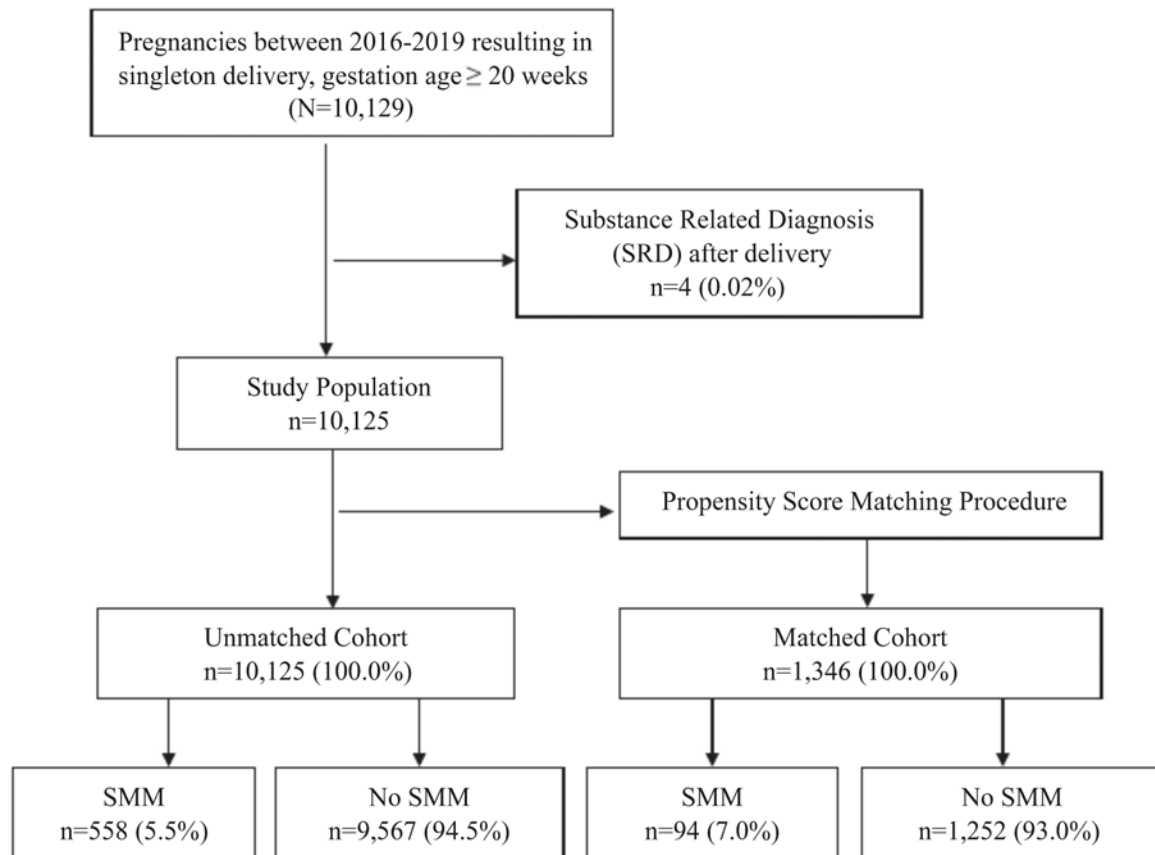 Pregnancies between 2016-2019 resulting in
singleton delivery, gestation age ≥ 20 weeks
(N=10,129)
Substance Related Diagnosis
(SRD) after delivery
n=4 (0.02%)
Study Population
n=10,125
Propensity Score Matching Procedure
Unmatched Cohort
n=10,125 (100.0%)
Matched Cohort
n=1,346 (100.0%)
SMM
n=558 (5.5%)
No SMM
n=9,567 (94.5%)
SMM
n=94 (7.0%)
No SMM
n=1,252 (93.0%)